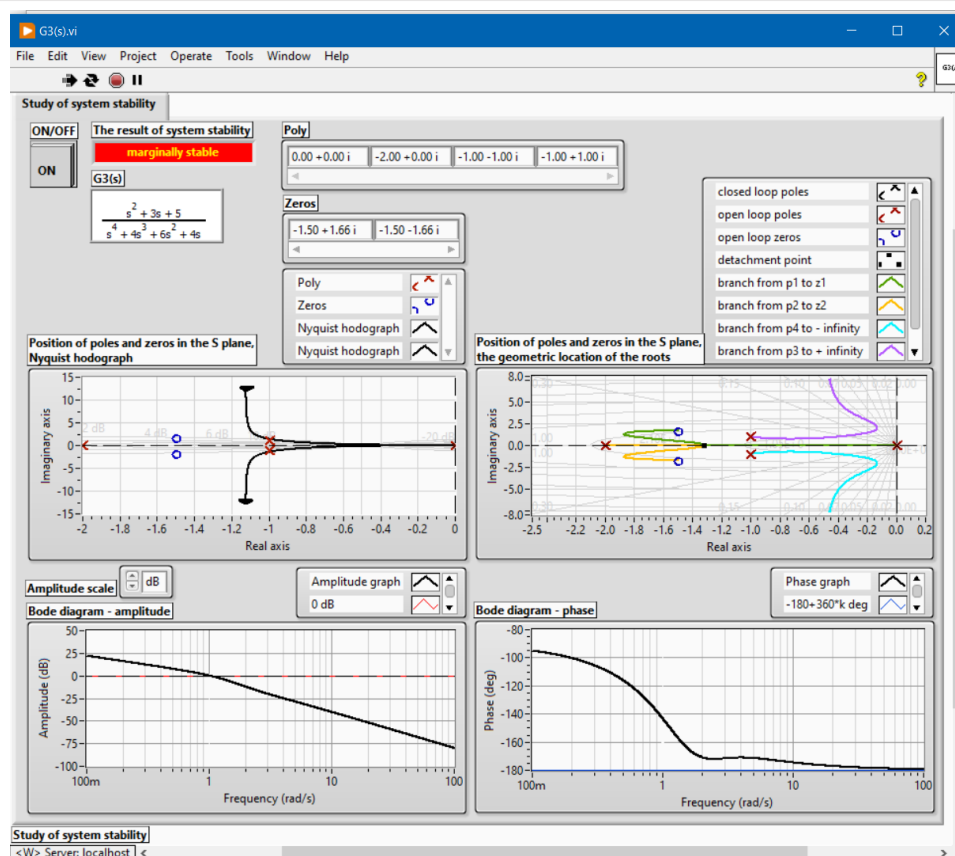 G3(s).vi
File Edit View Project Operate Tools Window Help
?
Study of system stability
ON/OFF
ON
The result of system stability
marginally stable
G3(s)
s² + 3s + 5
s⁴ + 4s³ + 6s² + 4s
Poly
0.00 +0.00 i -2.00 +0.00 i -1.00 -1.00 i -1.00 +1.00 i
Zeros
-1.50 +1.66 i -1.50 -1.66 i
Poly
Zeros
Nyquist hodograph
Nyquist hodograph
closed loop poles
open loop poles
open loop zeros
detachment point
branch from p1 to z1
branch from p2 to z2
branch from p4 to - infinity
branch from p3 to + infinity
Position of poles and zeros in the S plane,
Nyquist hodograph
Imaginary axis
15
10
5
0
-5
-10
-15
4 dB 6 dB -20 dB
-2 -1.8 -1.6 -1.4 -1.2 -1 -0.8 -0.6 -0.4 -0.2 0
Real axis
Position of poles and zeros in the S plane,
the geometric location of the roots
Imaginary axis
8.0
5.0
2.5
0.0
-2.5
-5.0
-8.0
-2.5 -2.2 -2.0 -1.8 -1.6 -1.4 -1.2 -1.0 -0.8 -0.6 -0.4 -0.2 0.0 0.2
Real axis
Amplitude scale
dB
Amplitude graph
0 dB
Bode diagram - amplitude
Amplitude (dB)
50
25
0
-25
-50
-75
-100
100m 1 10 100
Frequency (rad/s)
Phase graph
-180+360*k deg
Bode diagram - phase
Phase (deg)
-80
-100
-120
-140
-160
-180
100m 1 10 100
Frequency (rad/s)
Study of system stability
<W> Server: localhost